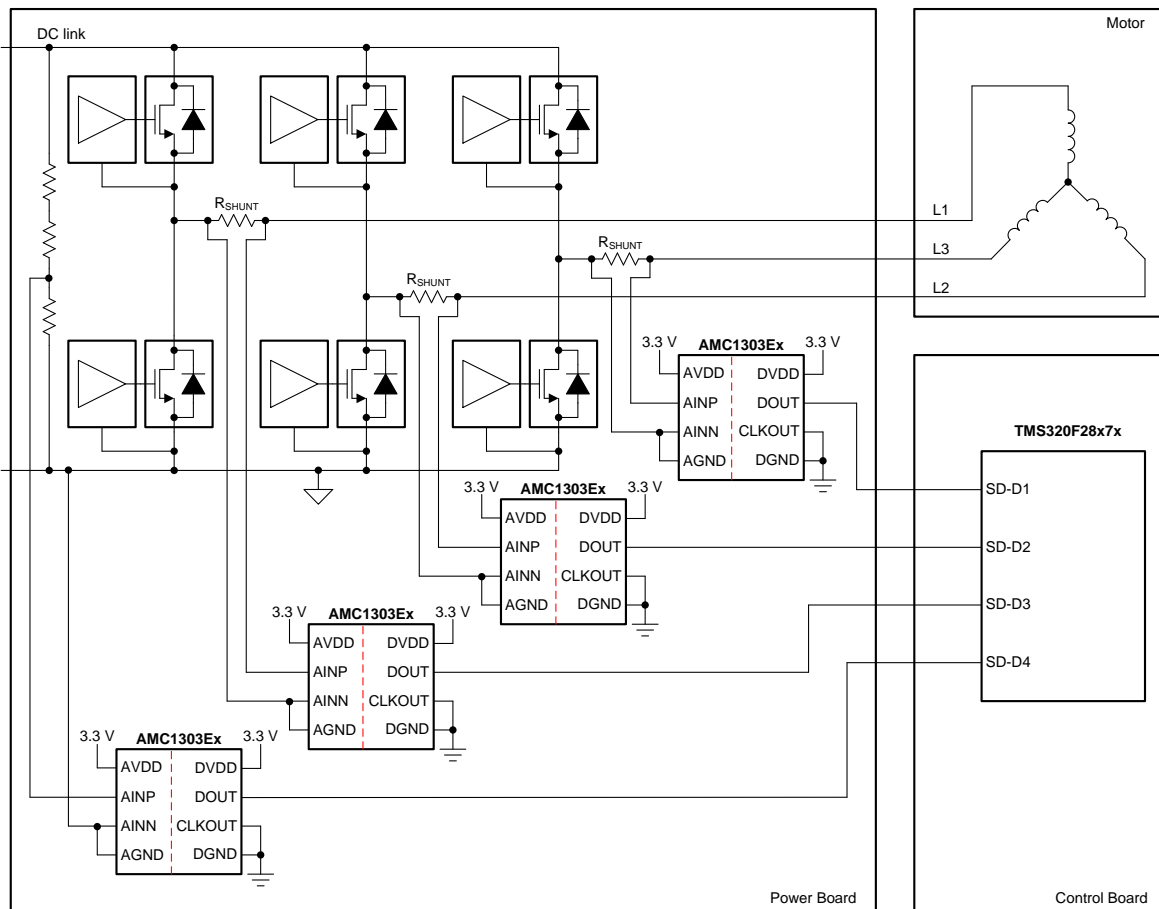 DC link
Motor
R_SHUNT
L1
R_SHUNT
L3
R_SHUNT
L2
AMC1303Ex
3.3 V
3.3 V
AVDD DVDD
AINP DOUT
AINN CLKOUT
AGND DGND
TMS320F28x7x
SD-D1
SD-D2
SD-D3
SD-D4
AMC1303Ex
3.3 V
3.3 V
AVDD DVDD
AINP DOUT
AINN CLKOUT
AGND DGND
AMC1303Ex
3.3 V
3.3 V
AVDD DVDD
AINP DOUT
AINN CLKOUT
AGND DGND
AMC1303Ex
3.3 V
3.3 V
AVDD DVDD
AINP DOUT
AINN CLKOUT
AGND DGND
Power Board
Control Board